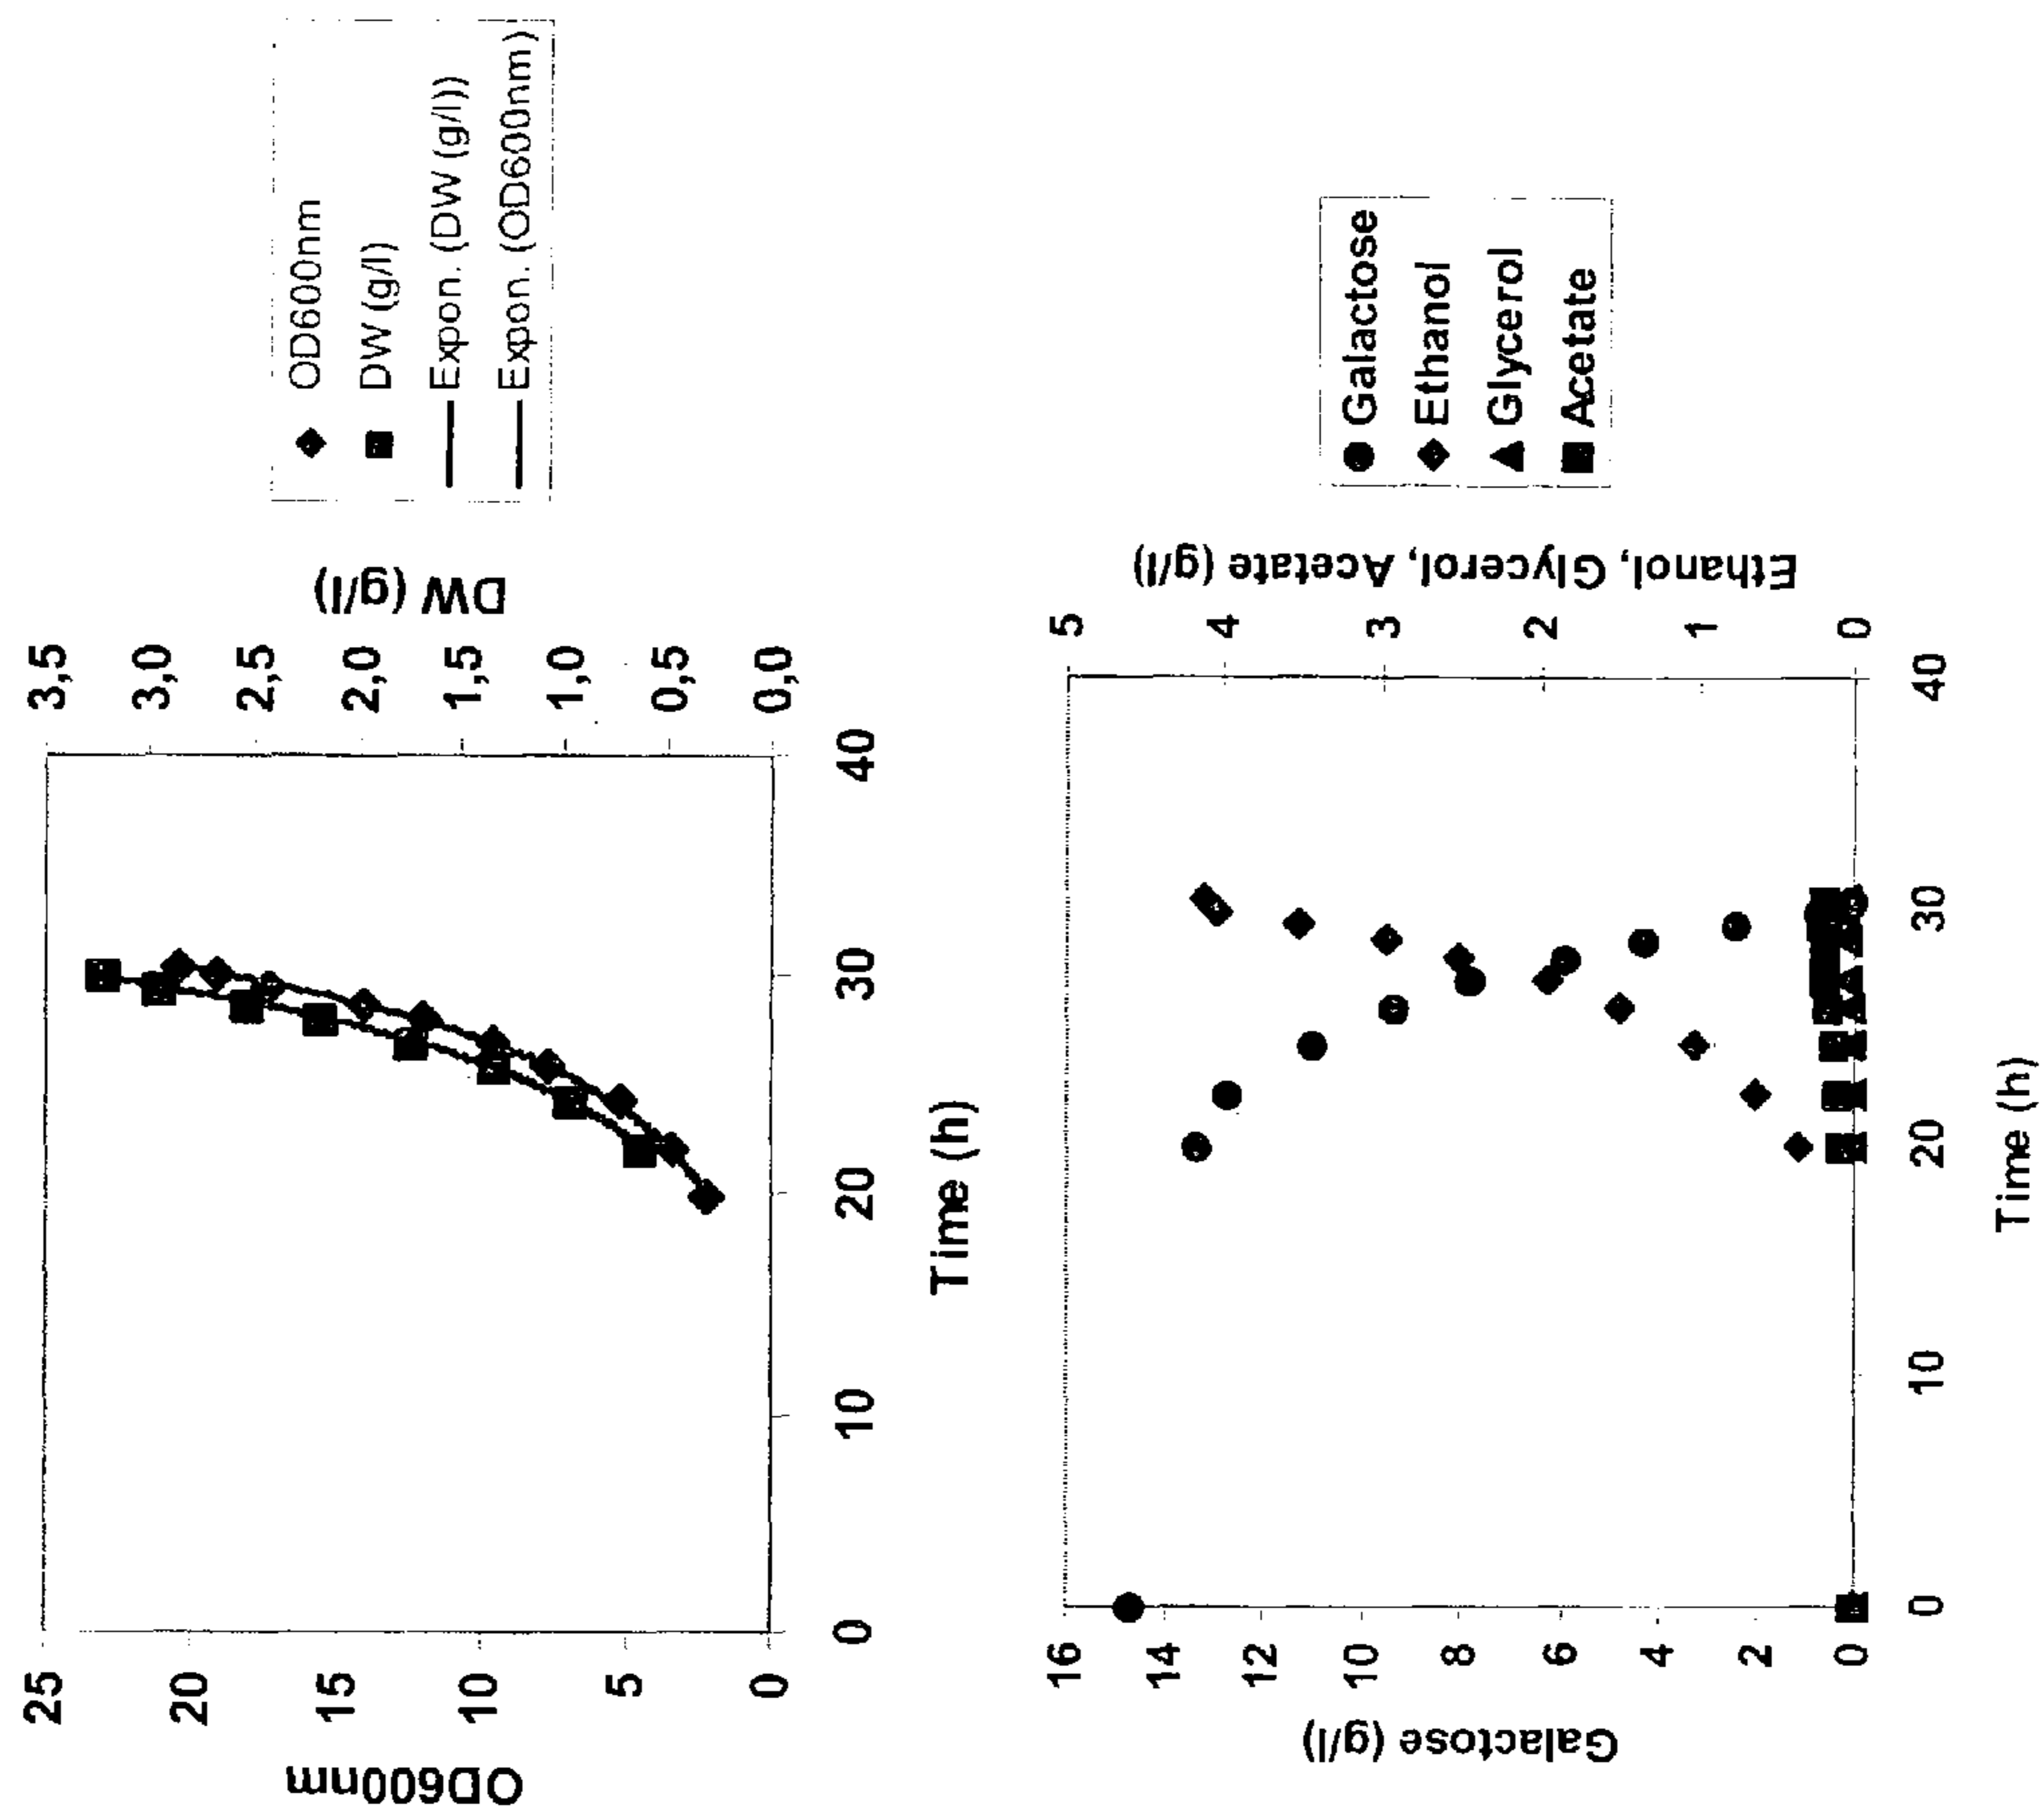 OD600nm
25
20
15
10
5
0
0
10
20
30
40
Time (h)
3,5
3,0
2,5
2,0
1,5
1,0
0,5
0,0
DW (g/l)
OD600nm
DW (g/l)
Expon. (DW (g/l))
Expon. (OD600nm)
Galactose (g/l)
16
14
12
10
8
6
4
2
0
0
10
20
30
40
Time (h)
5
4
3
2
1
0
Ethanol, Glycerol, Acetate (g/l)
Galactose
Ethanol
Glycerol
Acetate